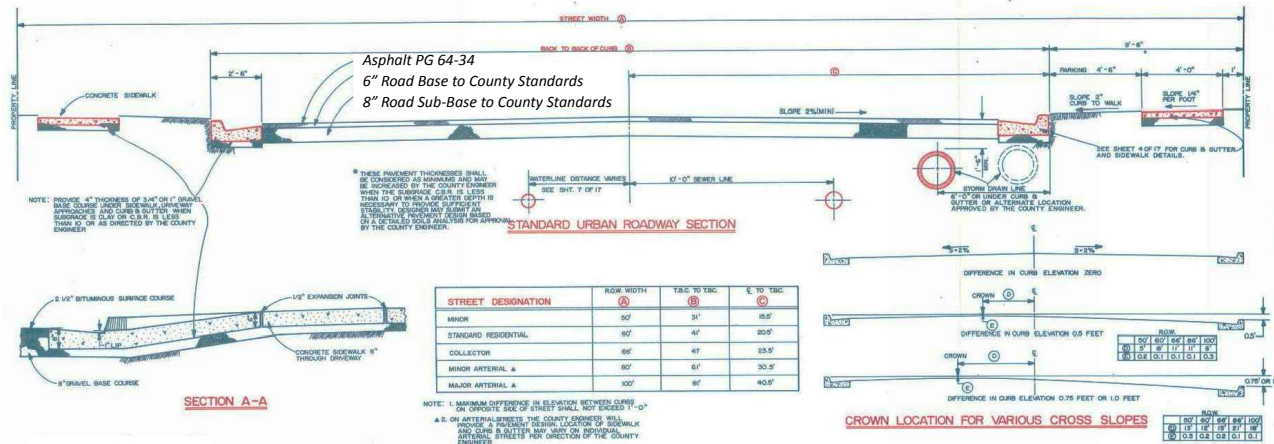 STREET WIDTH Ⓐ
BACK TO BACK OF CURB Ⓑ
9'-6"
2'-6"
Asphalt PG 64-34
6" Road Base to County Standards
8" Road Sub-Base to County Standards
Ⓒ
PARKING 4'-6"
4'-0"
1'
PROPERTY LINE
CONCRETE SIDEWALK
SLOPE 2%(MIN)
SLOPE 2"
CURB TO WALK
SLOPE 1/4"
PER FOOT
PROPERTY LINE
SEE SHEET 4 OF 17 FOR CURB & GUTTER
AND SIDEWALK DETAILS.
1'-6"
MIN.
NOTE: PROVIDE 4" THICKNESS OF 3/4" OR 1" GRAVEL
BASE COURSE UNDER SIDEWALK, DRIVEWAY
APPROACHES AND CURB & GUTTER WHEN
SUBGRADE IS CLAY OR C.B.R. IS LESS
THAN 10 OR AS DIRECTED BY THE COUNTY
ENGINEER
* THESE PAVEMENT THICKNESSES SHALL
BE CONSIDERED AS MINIMUMS AND MAY
BE INCREASED BY THE COUNTY ENGINEER
WHEN THE SUBGRADE C.B.R. IS LESS
THAN 10 OR WHEN A GREATER DEPTH IS
NECESSARY TO PROVIDE SUFFICIENT
STABILITY. DESIGNER MAY SUBMIT AN
ALTERNATIVE PAVEMENT DESIGN BASED
ON A DETAILED SOILS ANALYSIS FOR APPROVAL
BY THE COUNTY ENGINEER.
WATERLINE DISTANCE VARIES
SEE SHT. 7 OF 17
10'-0" SEWER LINE
STORM DRAIN LINE
6'-0" OR UNDER CURB &
GUTTER OR ALTERNATE LOCATION
APPROVED BY THE COUNTY ENGINEER.
STANDARD URBAN ROADWAY SECTION
S=2% S=2%
DIFFERENCE IN CURB ELEVATION ZERO
2 1/2" BITUMINOUS SURFACE COURSE
1/2" EXPANSION JOINTS
1" LIP
CONCRETE SIDEWALK 6"
THROUGH DRIVEWAY
8" GRAVEL BASE COURSE
SECTION A-A
STREET DESIGNATION R.O.W. WIDTH Ⓐ T.B.C. TO T.B.C. Ⓑ ℄ TO T.B.C. Ⓒ
MINOR 50' 31' 15.5'
STANDARD RESIDENTIAL 60' 41' 20.5'
COLLECTOR 66' 47 23.5'
MINOR ARTERIAL ▲ 80' 61' 30.5'
MAJOR ARTERIAL ▲ 100' 81' 40.5'
NOTE: 1. MAXIMUM DIFFERENCE IN ELEVATION BETWEEN CURBS
ON OPPOSITE SIDE OF STREET SHALL NOT EXCEED 1'-0"
▲ 2. ON ARTERIAL STREETS THE COUNTY ENGINEER WILL
PROVIDE A PAVEMENT DESIGN, LOCATION OF SIDEWALK
AND CURB & GUTTER MAY VARY ON INDIVIDUAL
ARTERIAL STREETS PER DIRECTION OF THE COUNTY
ENGINEER
CROWN Ⓓ
Ⓔ
DIFFERENCE IN CURB ELEVATION 0.5 FEET
0.5'
R.O.W.
50' 60' 66' 86' 100'
5' 8' 11' 11' 8'
0.2 0.1 0.1 0.1 0.3
CROWN Ⓓ
Ⓔ
DIFFERENCE IN CURB ELEVATION 0.75 FEET OR 1.0 FEET
0.75' OR
CROWN LOCATION FOR VARIOUS CROSS SLOPES
R.O.W.
50' 60' 66' 100'
13' 12' 15' 21' 18'
0.3 0.2 0.2 0.1